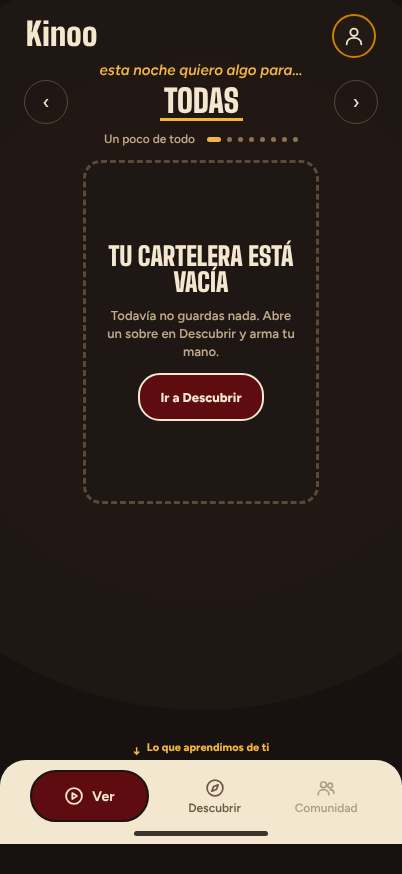 Kinoo
esta noche quiero algo para...
‹
TODAS
›
Un poco de todo
TU CARTELERA ESTÁ
VACÍA
Todavía no guardas nada. Abre
un sobre en Descubrir y arma tu
mano.
Ir a Descubrir
↓ Lo que aprendimos de ti
Ver
Descubrir
Comunidad